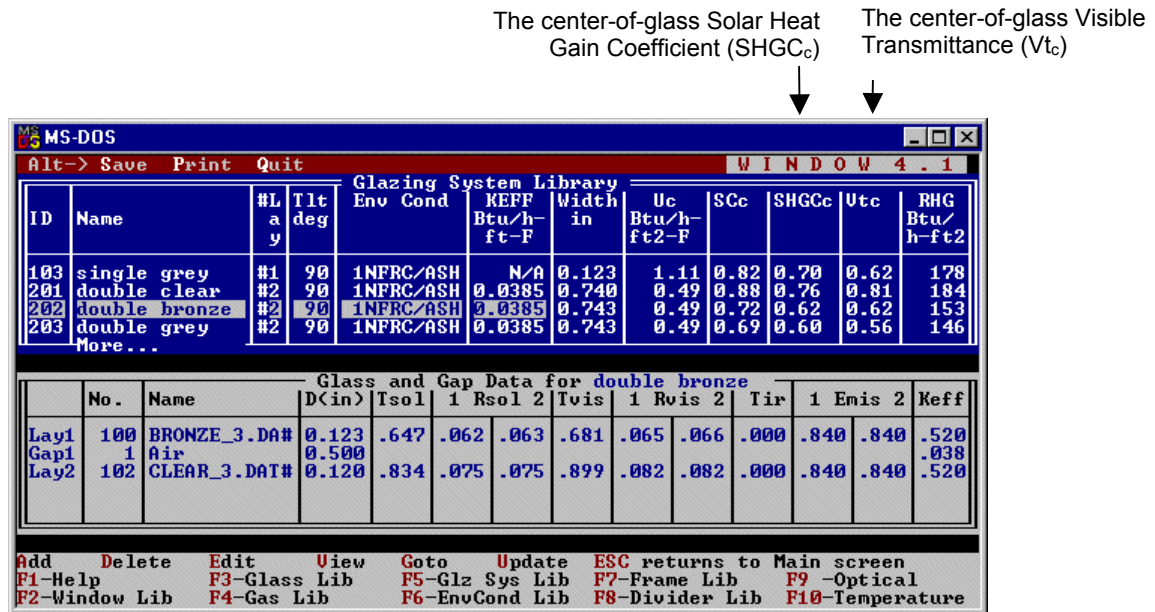 The center-of-glass Solar Heat
Gain Coefficient (SHGCc)
The center-of-glass Visible
Transmittance (Vtc)
MS-DOS
Alt-> Save Print Quit WINDOW 4.1
Glazing System Library
ID Name #Lay Tlt deg Env Cond KEFF Btu/h-ft-F Width in Uc Btu/h-ft2-F SCc SHGCc Vtc RHG Btu/h-ft2
103 single grey #1 90 1NFRC/ASH N/A 0.123 1.11 0.82 0.70 0.62 178
201 double clear #2 90 1NFRC/ASH 0.0385 0.740 0.49 0.88 0.76 0.81 184
202 double bronze #2 90 1NFRC/ASH 0.0385 0.743 0.49 0.72 0.62 0.62 153
203 double grey #2 90 1NFRC/ASH 0.0385 0.743 0.49 0.69 0.60 0.56 146
More...
Glass and Gap Data for double bronze
No. Name D(in) Tsol 1 Rsol 2 Tvis 1 Rvis 2 Tir 1 Emis 2 Keff
Lay1 100 BRONZE_3.DA# 0.123 .647 .062 .063 .681 .065 .066 .000 .840 .840 .520
Gap1 1 Air 0.500 .038
Lay2 102 CLEAR_3.DAT# 0.120 .834 .075 .075 .899 .082 .082 .000 .840 .840 .520
Add Delete Edit View Goto Update ESC returns to Main screen
F1-Help F3-Glass Lib F5-Glz Sys Lib F7-Frame Lib F9 -Optical
F2-Window Lib F4-Gas Lib F6-EnvCond Lib F8-Divider Lib F10-Temperature